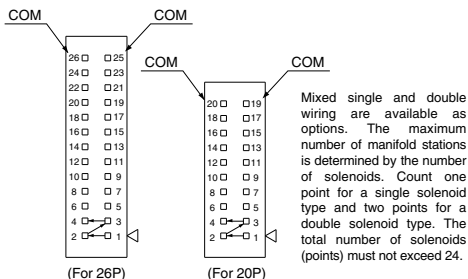 COM COM
26 25
24 23
22 21
20 19
18 17
16 15
14 13
12 11
10 9
8 7
6 5
4 3
2 1
(For 26P)
COM COM
20 19
18 17
16 15
14 13
12 11
10 9
8 7
6 5
4 3
2 1
(For 20P)
Mixed single and double
wiring are available as
options. The maximum
number of manifold stations
is determined by the number
of solenoids. Count one
point for a single solenoid
type and two points for a
double solenoid type. The
total number of solenoids
(points) must not exceed 24.